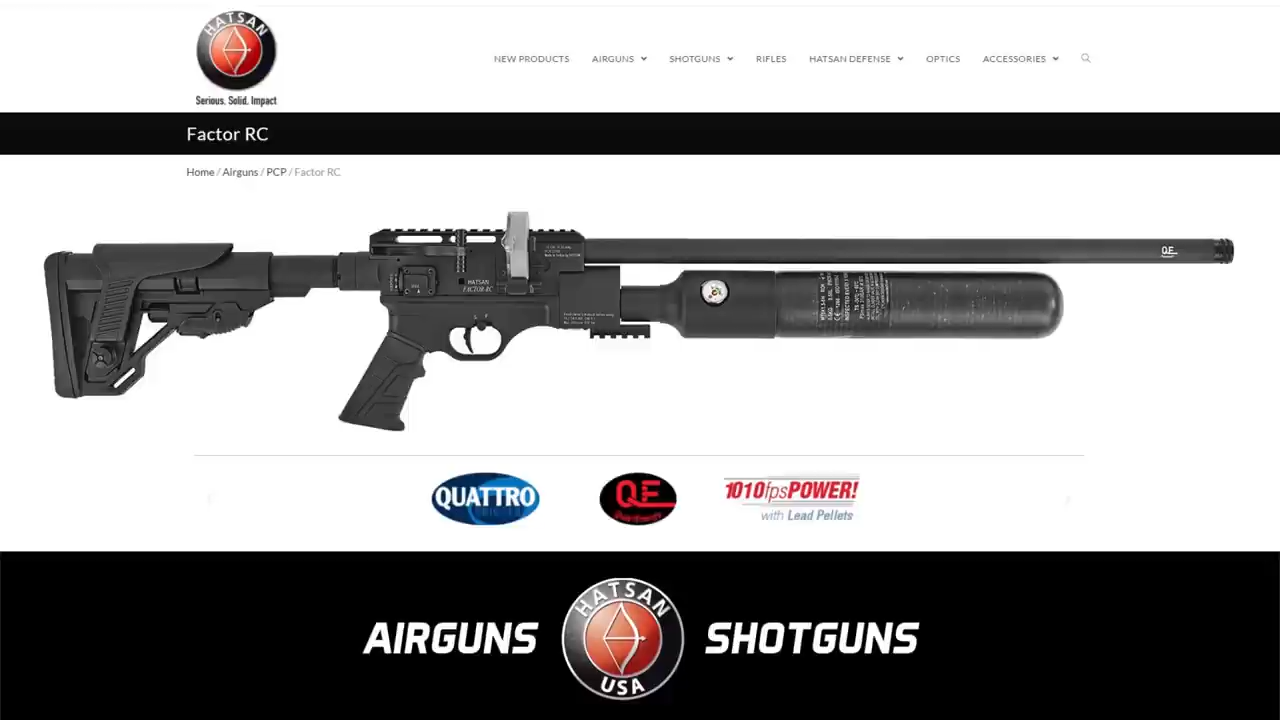 HATSAN
Serious. Solid. Impact
NEW PRODUCTS AIRGUNS SHOTGUNS RIFLES HATSAN DEFENSE OPTICS ACCESSORIES
Factor RC
Home / Airguns / PCP / Factor RC
QE
HATSAN
FACTOR RC
QUATTRO
QE
1010fpsPOWER!
with Lead Pellets
AIRGUNS
HATSAN
USA
SHOTGUNS